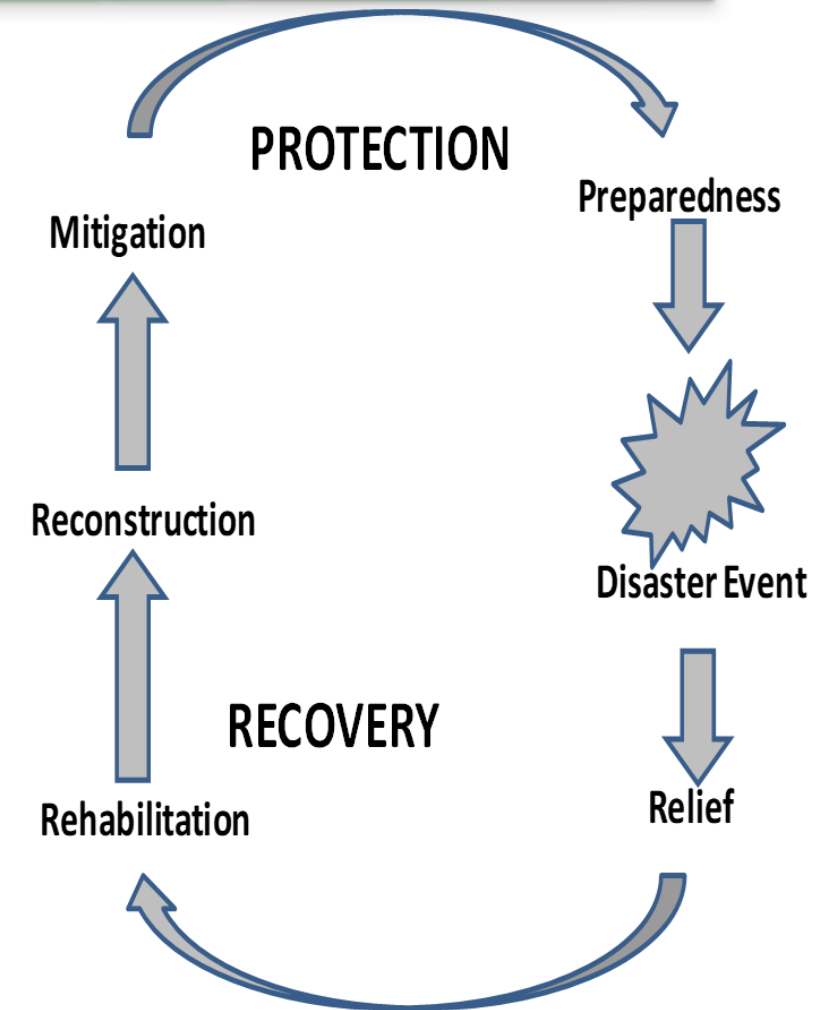 PROTECTION
Preparedness
Mitigation
Reconstruction
Disaster Event
RECOVERY
Relief
Rehabilitation